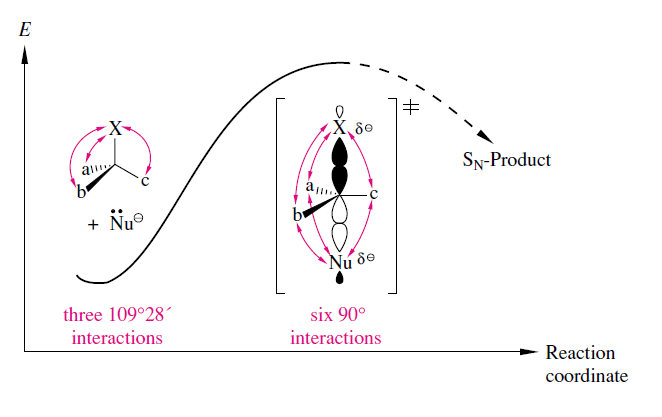 E
X
a
b
c
+ N̈u⊖
three 109°28´
interactions
‡
X δ⊖
a
b
c
Nu δ⊖
six 90°
interactions
SN-Product
Reaction
coordinate